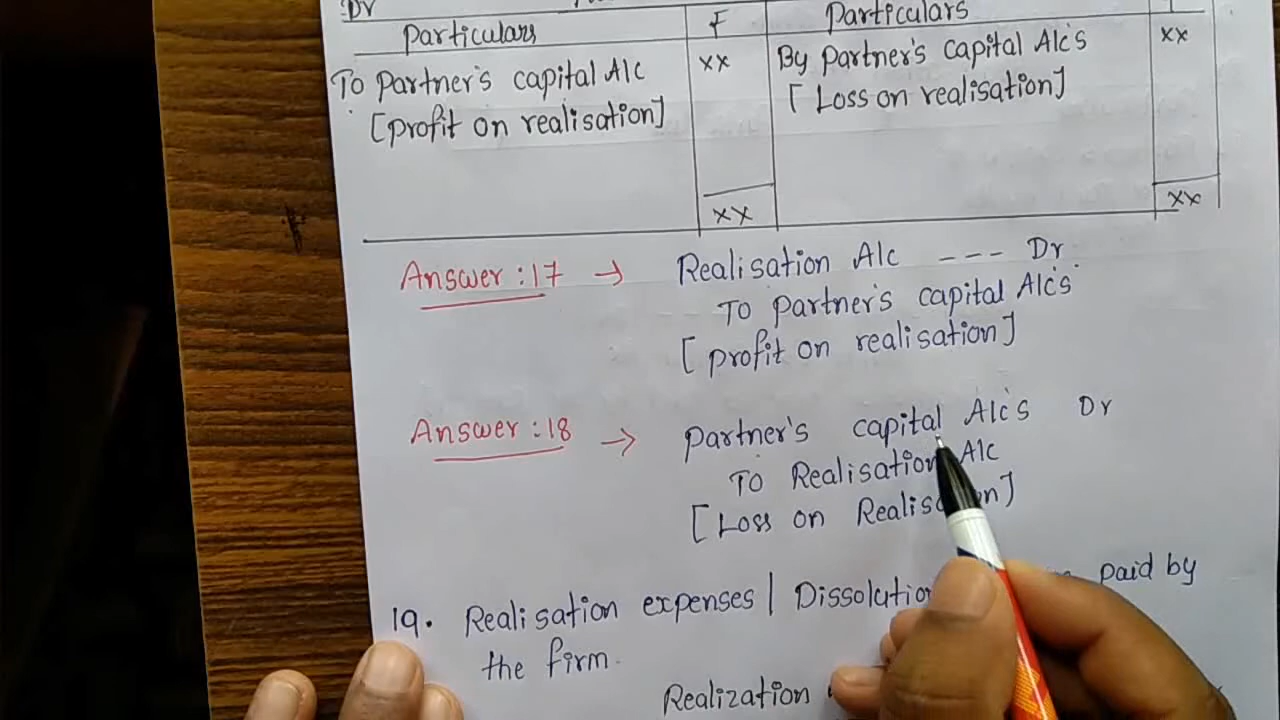 Dr
Particulars F Particulars
To Partner's capital A/c xx By Partner's capital A/c's xx
[Profit on realisation] [Loss on realisation]
xx xx
Answer:17 → Realisation A/c --- Dr
To Partner's capital A/c's
[Profit on realisation]
Answer:18 → Partner's capital A/c's Dr
To Realisation A/c
[Loss on Realisation]
19. Realisation expenses | Dissolution paid by
the firm.
Realization